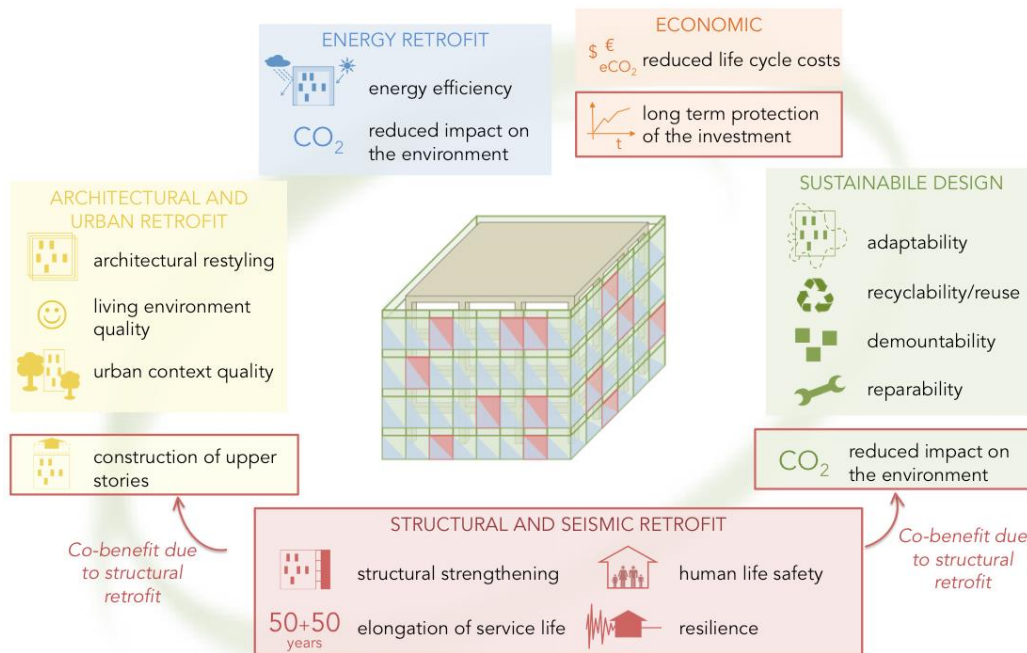 ENERGY RETROFIT
energy efficiency
CO2
reduced impact on
the environment
ECONOMIC
$ €
eCO2
reduced life cycle costs
long term protection
of the investment
t
ARCHITECTURAL AND
URBAN RETROFIT
architectural restyling
living environment
quality
urban context quality
construction of upper
stories
SUSTAINABILE DESIGN
adaptability
recyclability/reuse
demountability
reparability
CO2
reduced impact on
the environment
Co-benefit due
to structural
retrofit
STRUCTURAL AND SEISMIC RETROFIT
structural strengthening
human life safety
50+50
years
elongation of service life
resilience
Co-benefit due
to structural
retrofit